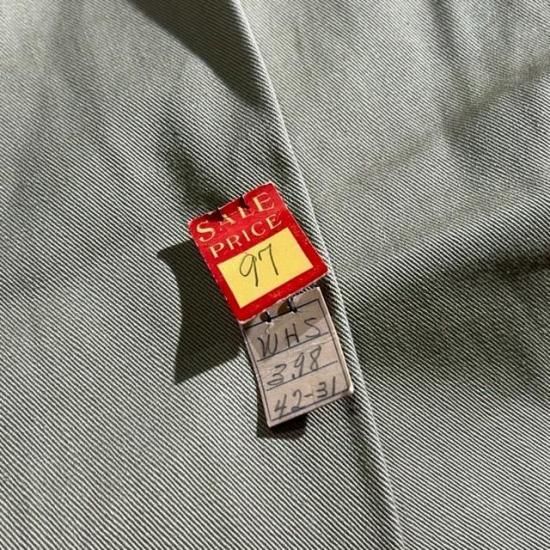 SALE
PRICE
97
WHS
3.98
42-31